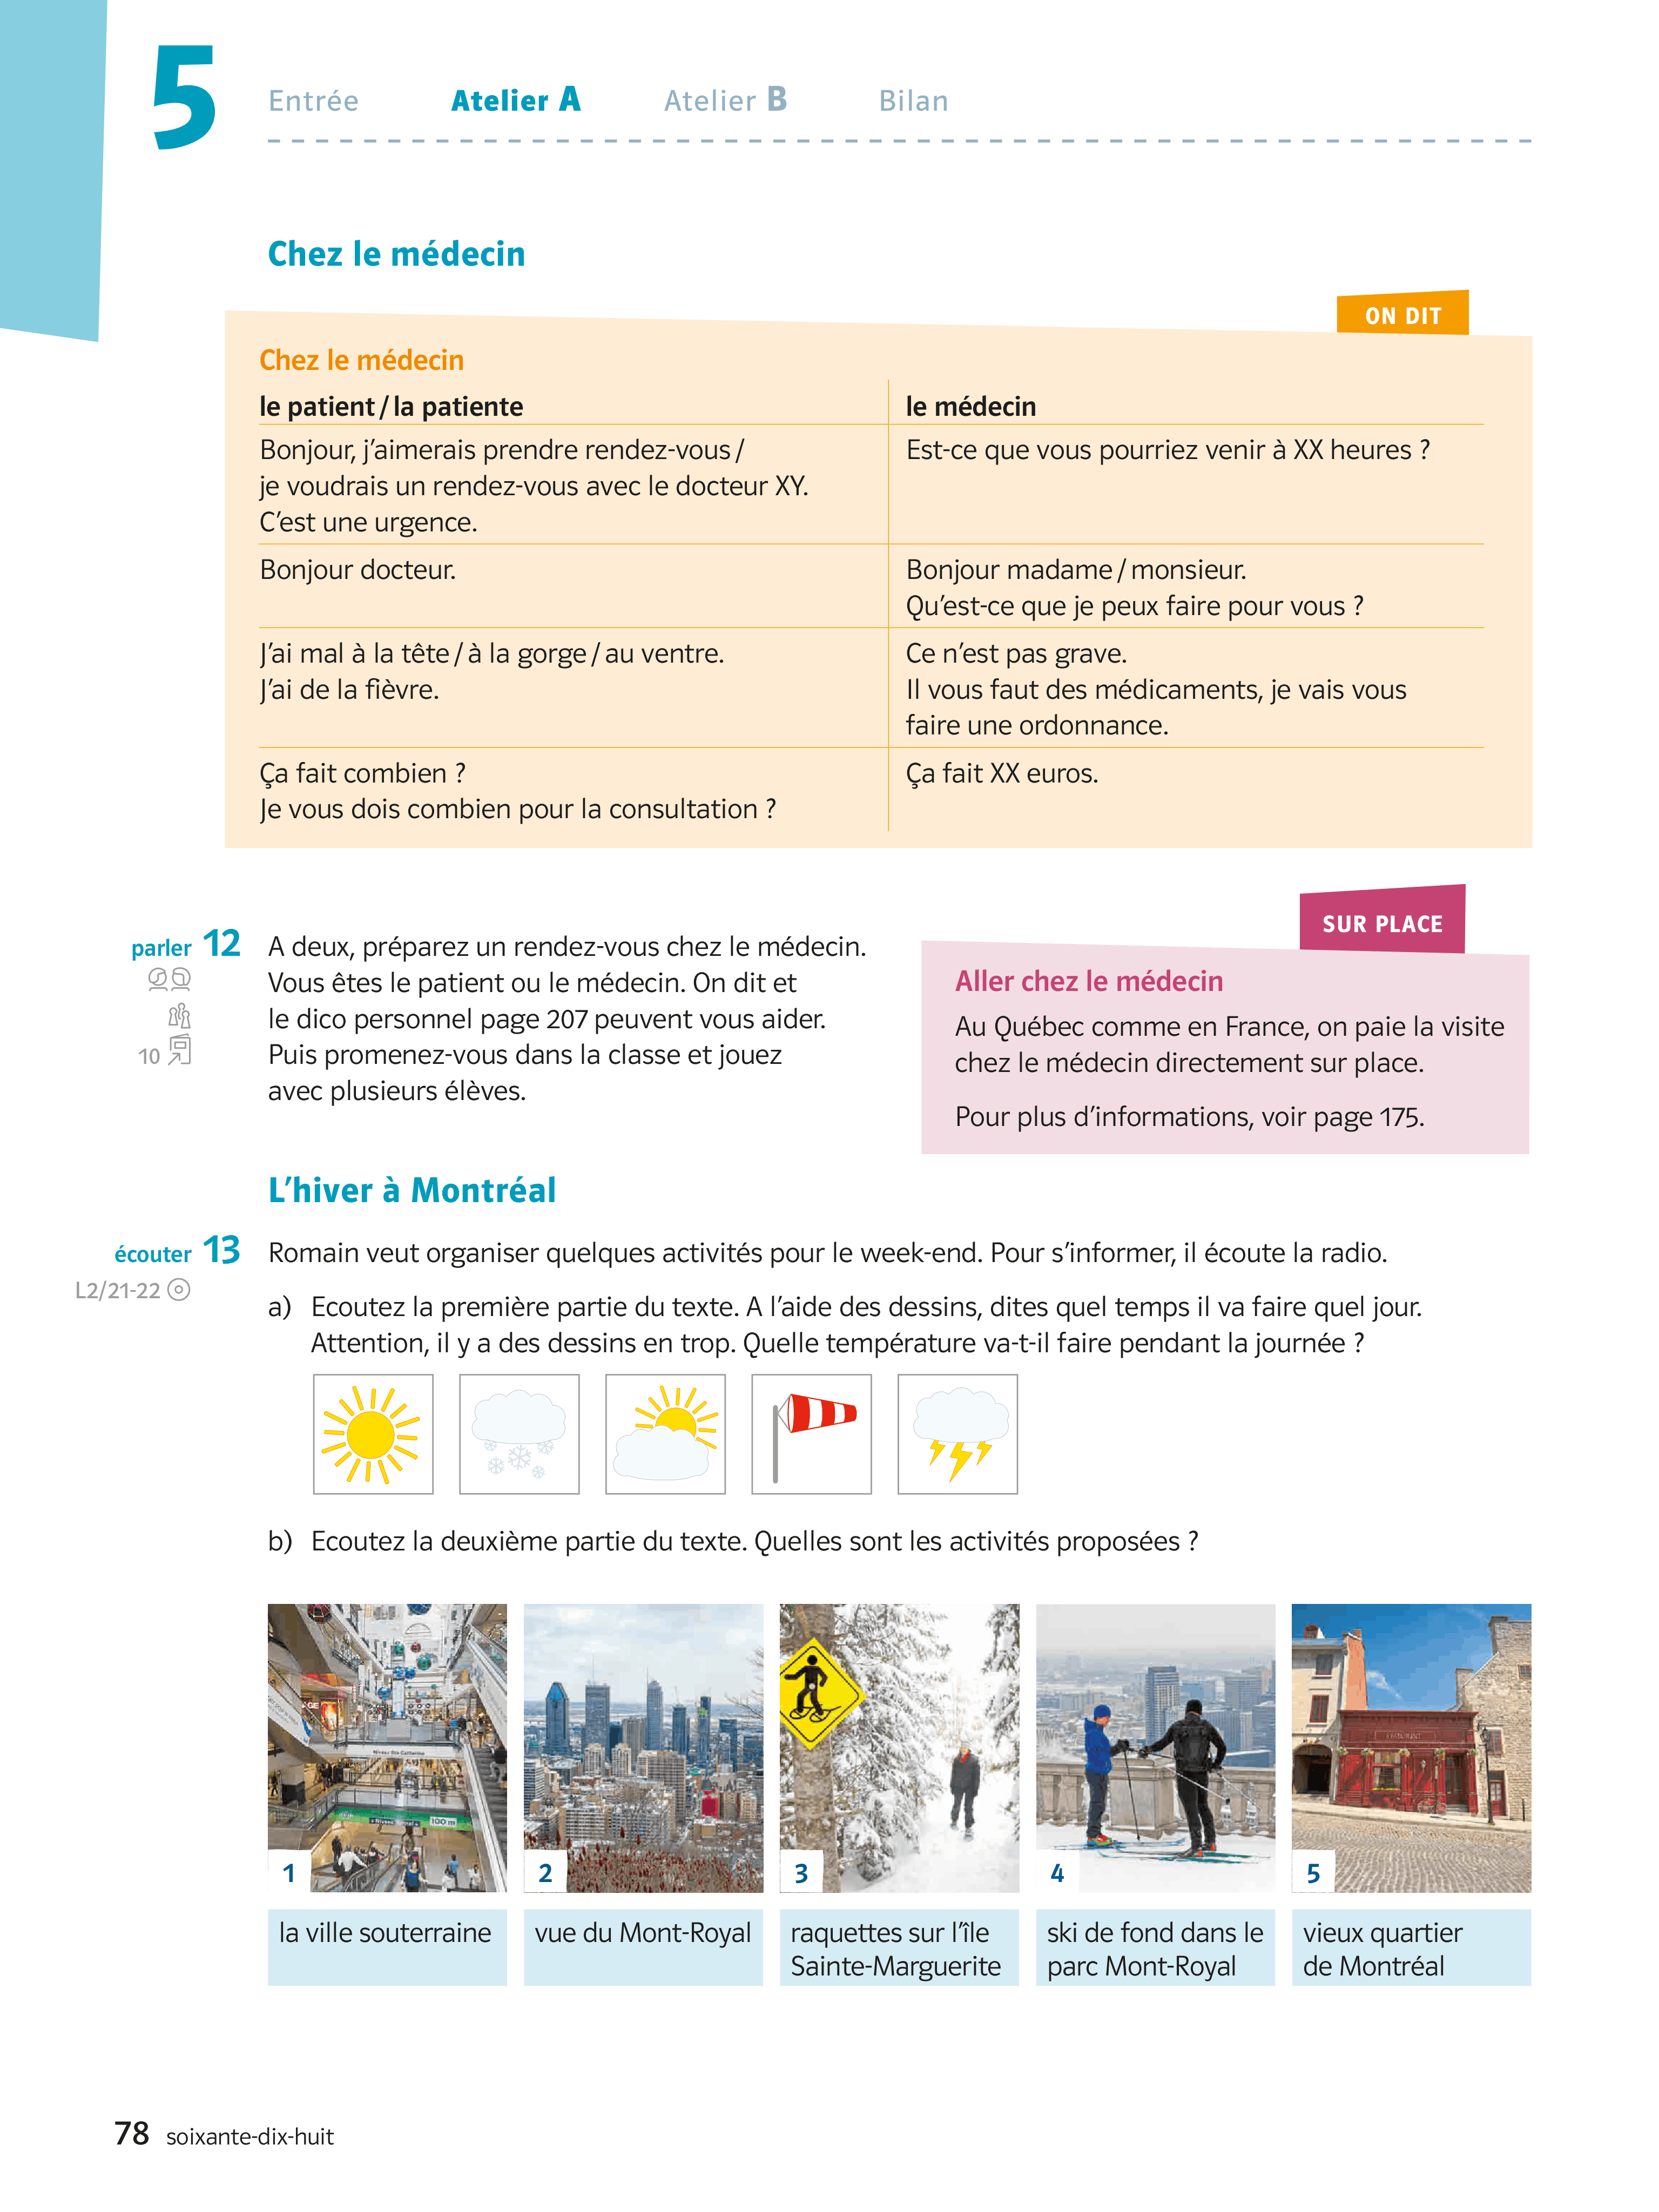 5
Entrée Atelier A Atelier B Bilan
Chez le médecin
ON DIT
Chez le médecin
le patient / la patiente
le médecin
Bonjour, j'aimerais prendre rendez-vous /
je voudrais un rendez-vous avec le docteur XY.
C'est une urgence.
Est-ce que vous pourriez venir à XX heures ?
Bonjour docteur.
Bonjour madame / monsieur.
Qu'est-ce que je peux faire pour vous ?
J'ai mal à la tête / à la gorge / au ventre.
J'ai de la fièvre.
Ce n'est pas grave.
Il vous faut des médicaments, je vais vous
faire une ordonnance.
Ça fait combien ?
Je vous dois combien pour la consultation ?
Ça fait XX euros.
parler 12
10
A deux, préparez un rendez-vous chez le médecin.
Vous êtes le patient ou le médecin. On dit et
le dico personnel page 207 peuvent vous aider.
Puis promenez-vous dans la classe et jouez
avec plusieurs élèves.
SUR PLACE
Aller chez le médecin
Au Québec comme en France, on paie la visite
chez le médecin directement sur place.
Pour plus d'informations, voir page 175.
L'hiver à Montréal
écouter 13
L2/21-22
Romain veut organiser quelques activités pour le week-end. Pour s'informer, il écoute la radio.
a) Ecoutez la première partie du texte. A l'aide des dessins, dites quel temps il va faire quel jour.
Attention, il y a des dessins en trop. Quelle température va-t-il faire pendant la journée ?
b) Ecoutez la deuxième partie du texte. Quelles sont les activités proposées ?
Niveau Ste-Catherine
100 m
1
2
3
4
5
la ville souterraine
vue du Mont-Royal
raquettes sur l'île
Sainte-Marguerite
ski de fond dans le
parc Mont-Royal
vieux quartier
de Montréal
78 soixante-dix-huit